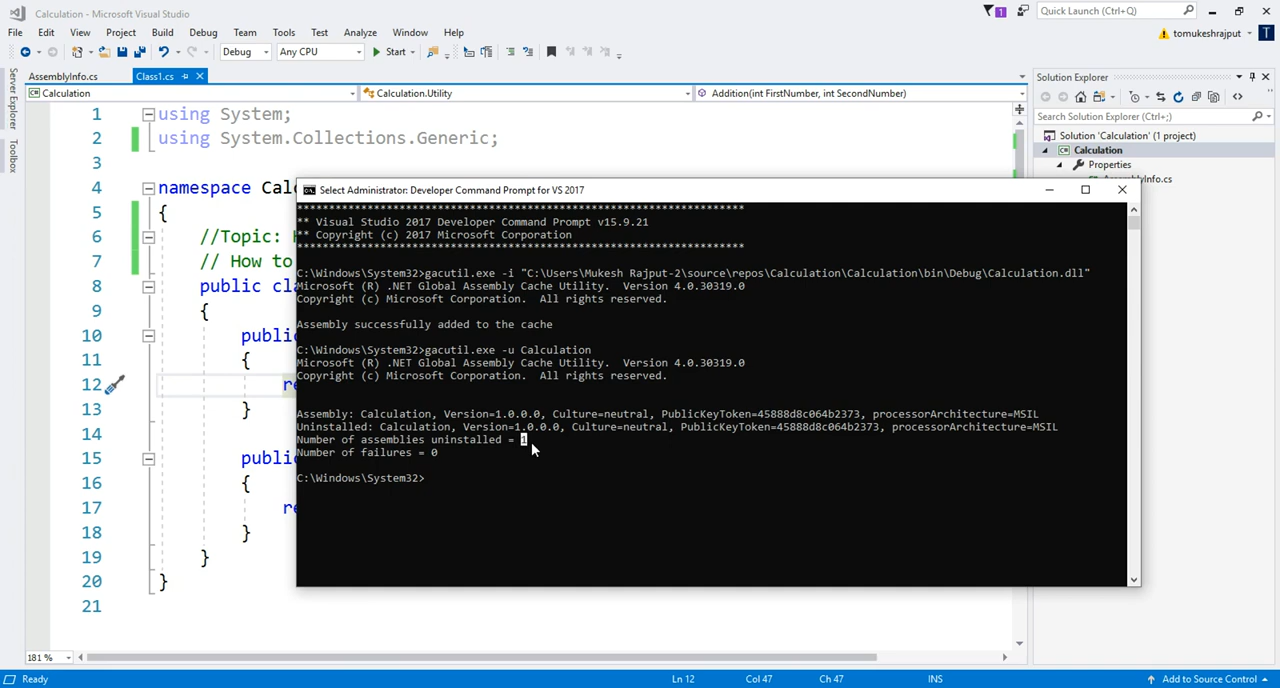 Calculation - Microsoft Visual Studio
1
Quick Launch (Ctrl+Q)
File Edit View Project Build Debug Team Tools Test Analyze Window Help
tomukeshrajput
T
Debug Any CPU Start
Server Explorer
Toolbox
AssemblyInfo.cs Class1.cs
Calculation Calculation.Utility Addition(int FirstNumber, int SecondNumber)
1 using System;
2 using System.Collections.Generic;
3
4 namespace Cal
5 {
6 //Topic:
7 // How to
8 public cl
9 {
10 public
11 {
12 re
13 }
14
15 public
16 {
17 re
18 }
19 }
20 }
21
Solution Explorer
Search Solution Explorer (Ctrl+;)
Solution 'Calculation' (1 project)
Calculation
Properties
AssemblyInfo.cs
Select Administrator: Developer Command Prompt for VS 2017
**********************************************************************
** Visual Studio 2017 Developer Command Prompt v15.9.21
** Copyright (c) 2017 Microsoft Corporation
**********************************************************************
C:\Windows\System32>gacutil.exe -i "C:\Users\Mukesh Rajput-2\source\repos\Calculation\Calculation\bin\Debug\Calculation.dll"
Microsoft (R) .NET Global Assembly Cache Utility.  Version 4.0.30319.0
Copyright (c) Microsoft Corporation.  All rights reserved.
Assembly successfully added to the cache
C:\Windows\System32>gacutil.exe -u Calculation
Microsoft (R) .NET Global Assembly Cache Utility.  Version 4.0.30319.0
Copyright (c) Microsoft Corporation.  All rights reserved.
Assembly: Calculation, Version=1.0.0.0, Culture=neutral, PublicKeyToken=45888d8c064b2373, processorArchitecture=MSIL
Uninstalled: Calculation, Version=1.0.0.0, Culture=neutral, PublicKeyToken=45888d8c064b2373, processorArchitecture=MSIL
Number of assemblies uninstalled = 1
Number of failures = 0
C:\Windows\System32>
181 %
Ready Ln 12 Col 47 Ch 47 INS Add to Source Control